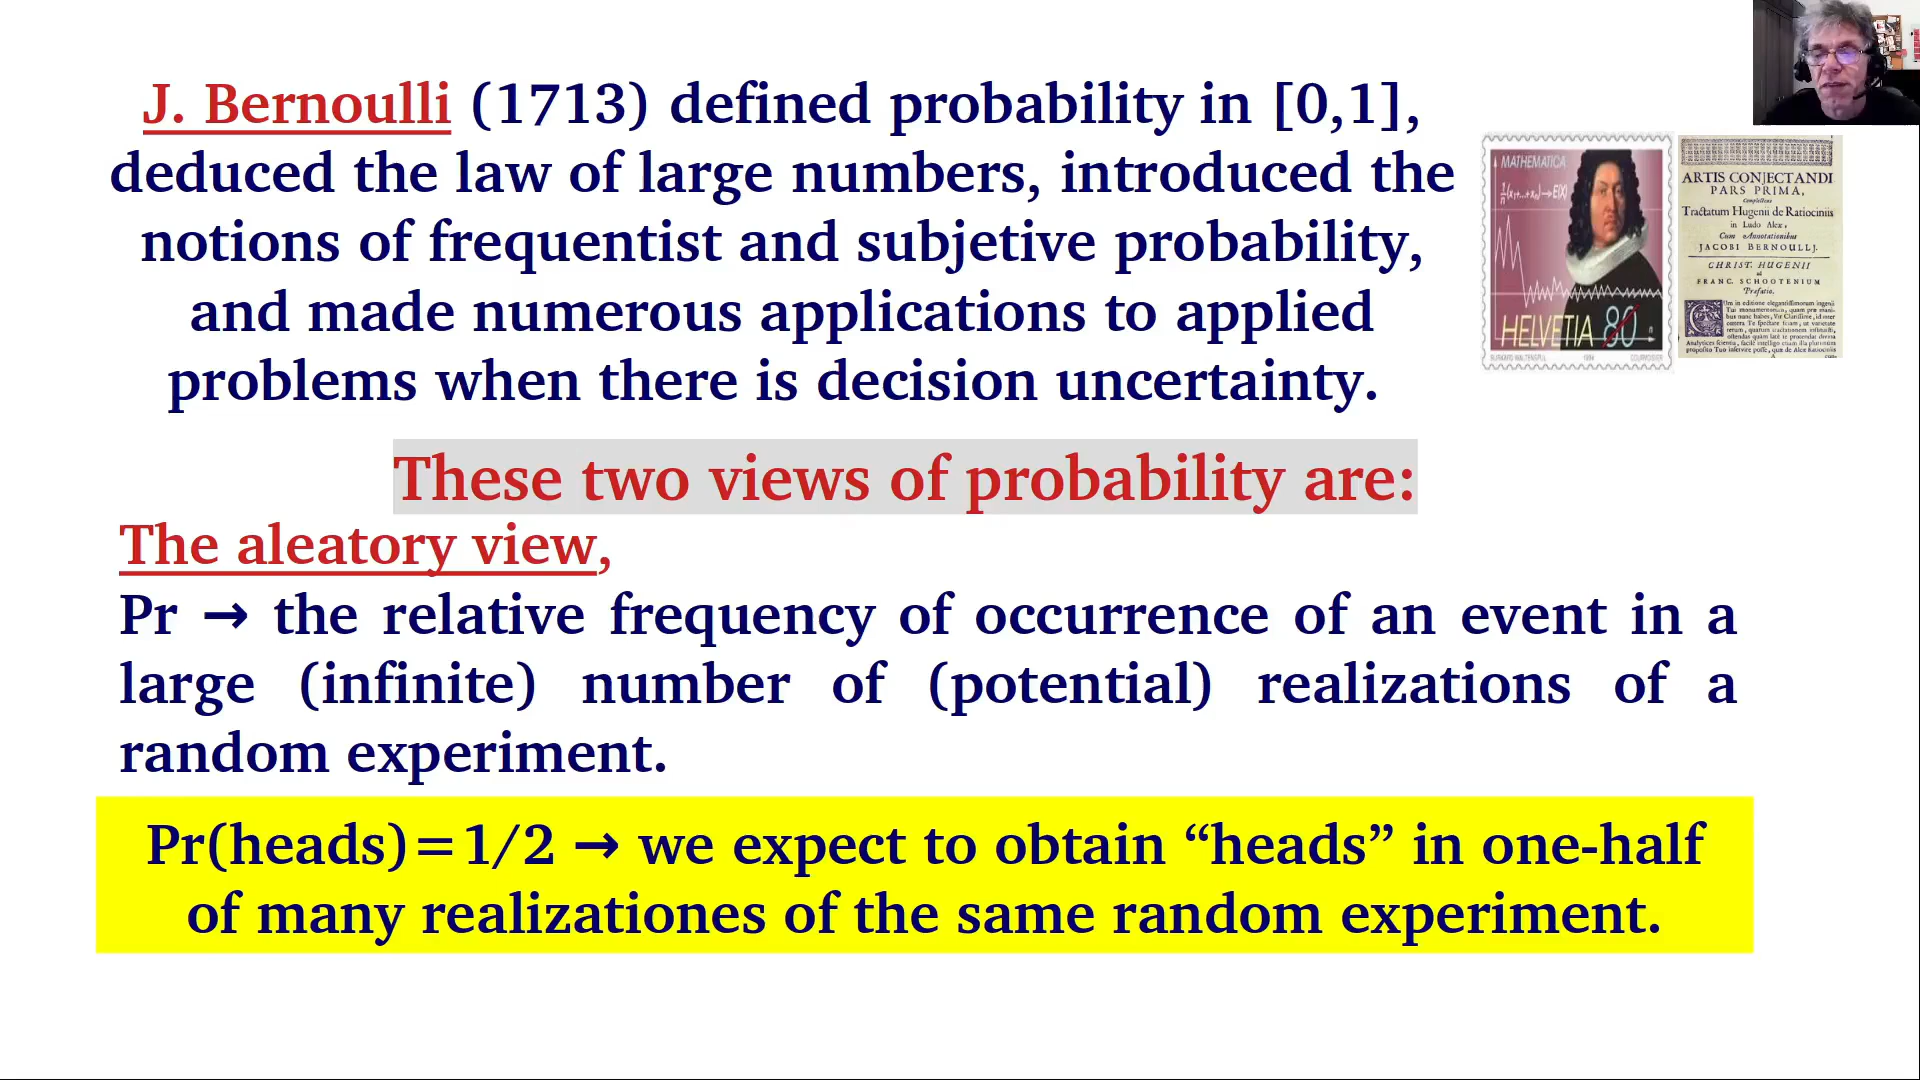 J. Bernoulli (1713) defined probability in [0,1],
deduced the law of large numbers, introduced the
notions of frequentist and subjetive probability,
and made numerous applications to applied
problems when there is decision uncertainty.
MATHEMATICA
HELVETIA 80
ARTIS CONJECTANDI
PARS PRIMA,
Complectens
Tractatum Hugenii de Ratiociniis
in Ludo Aleæ,
Cum Annotationibus
JACOBI BERNOULLI.
CHRIST. HUGENII
ad
FRANC. SCHOOTENIUM
Præfatio.
These two views of probability are:
The aleatory view,
Pr → the relative frequency of occurrence of an event in a
large (infinite) number of (potential) realizations of a
random experiment.
Pr(heads)=1/2 → we expect to obtain “heads” in one-half
of many realizationes of the same random experiment.